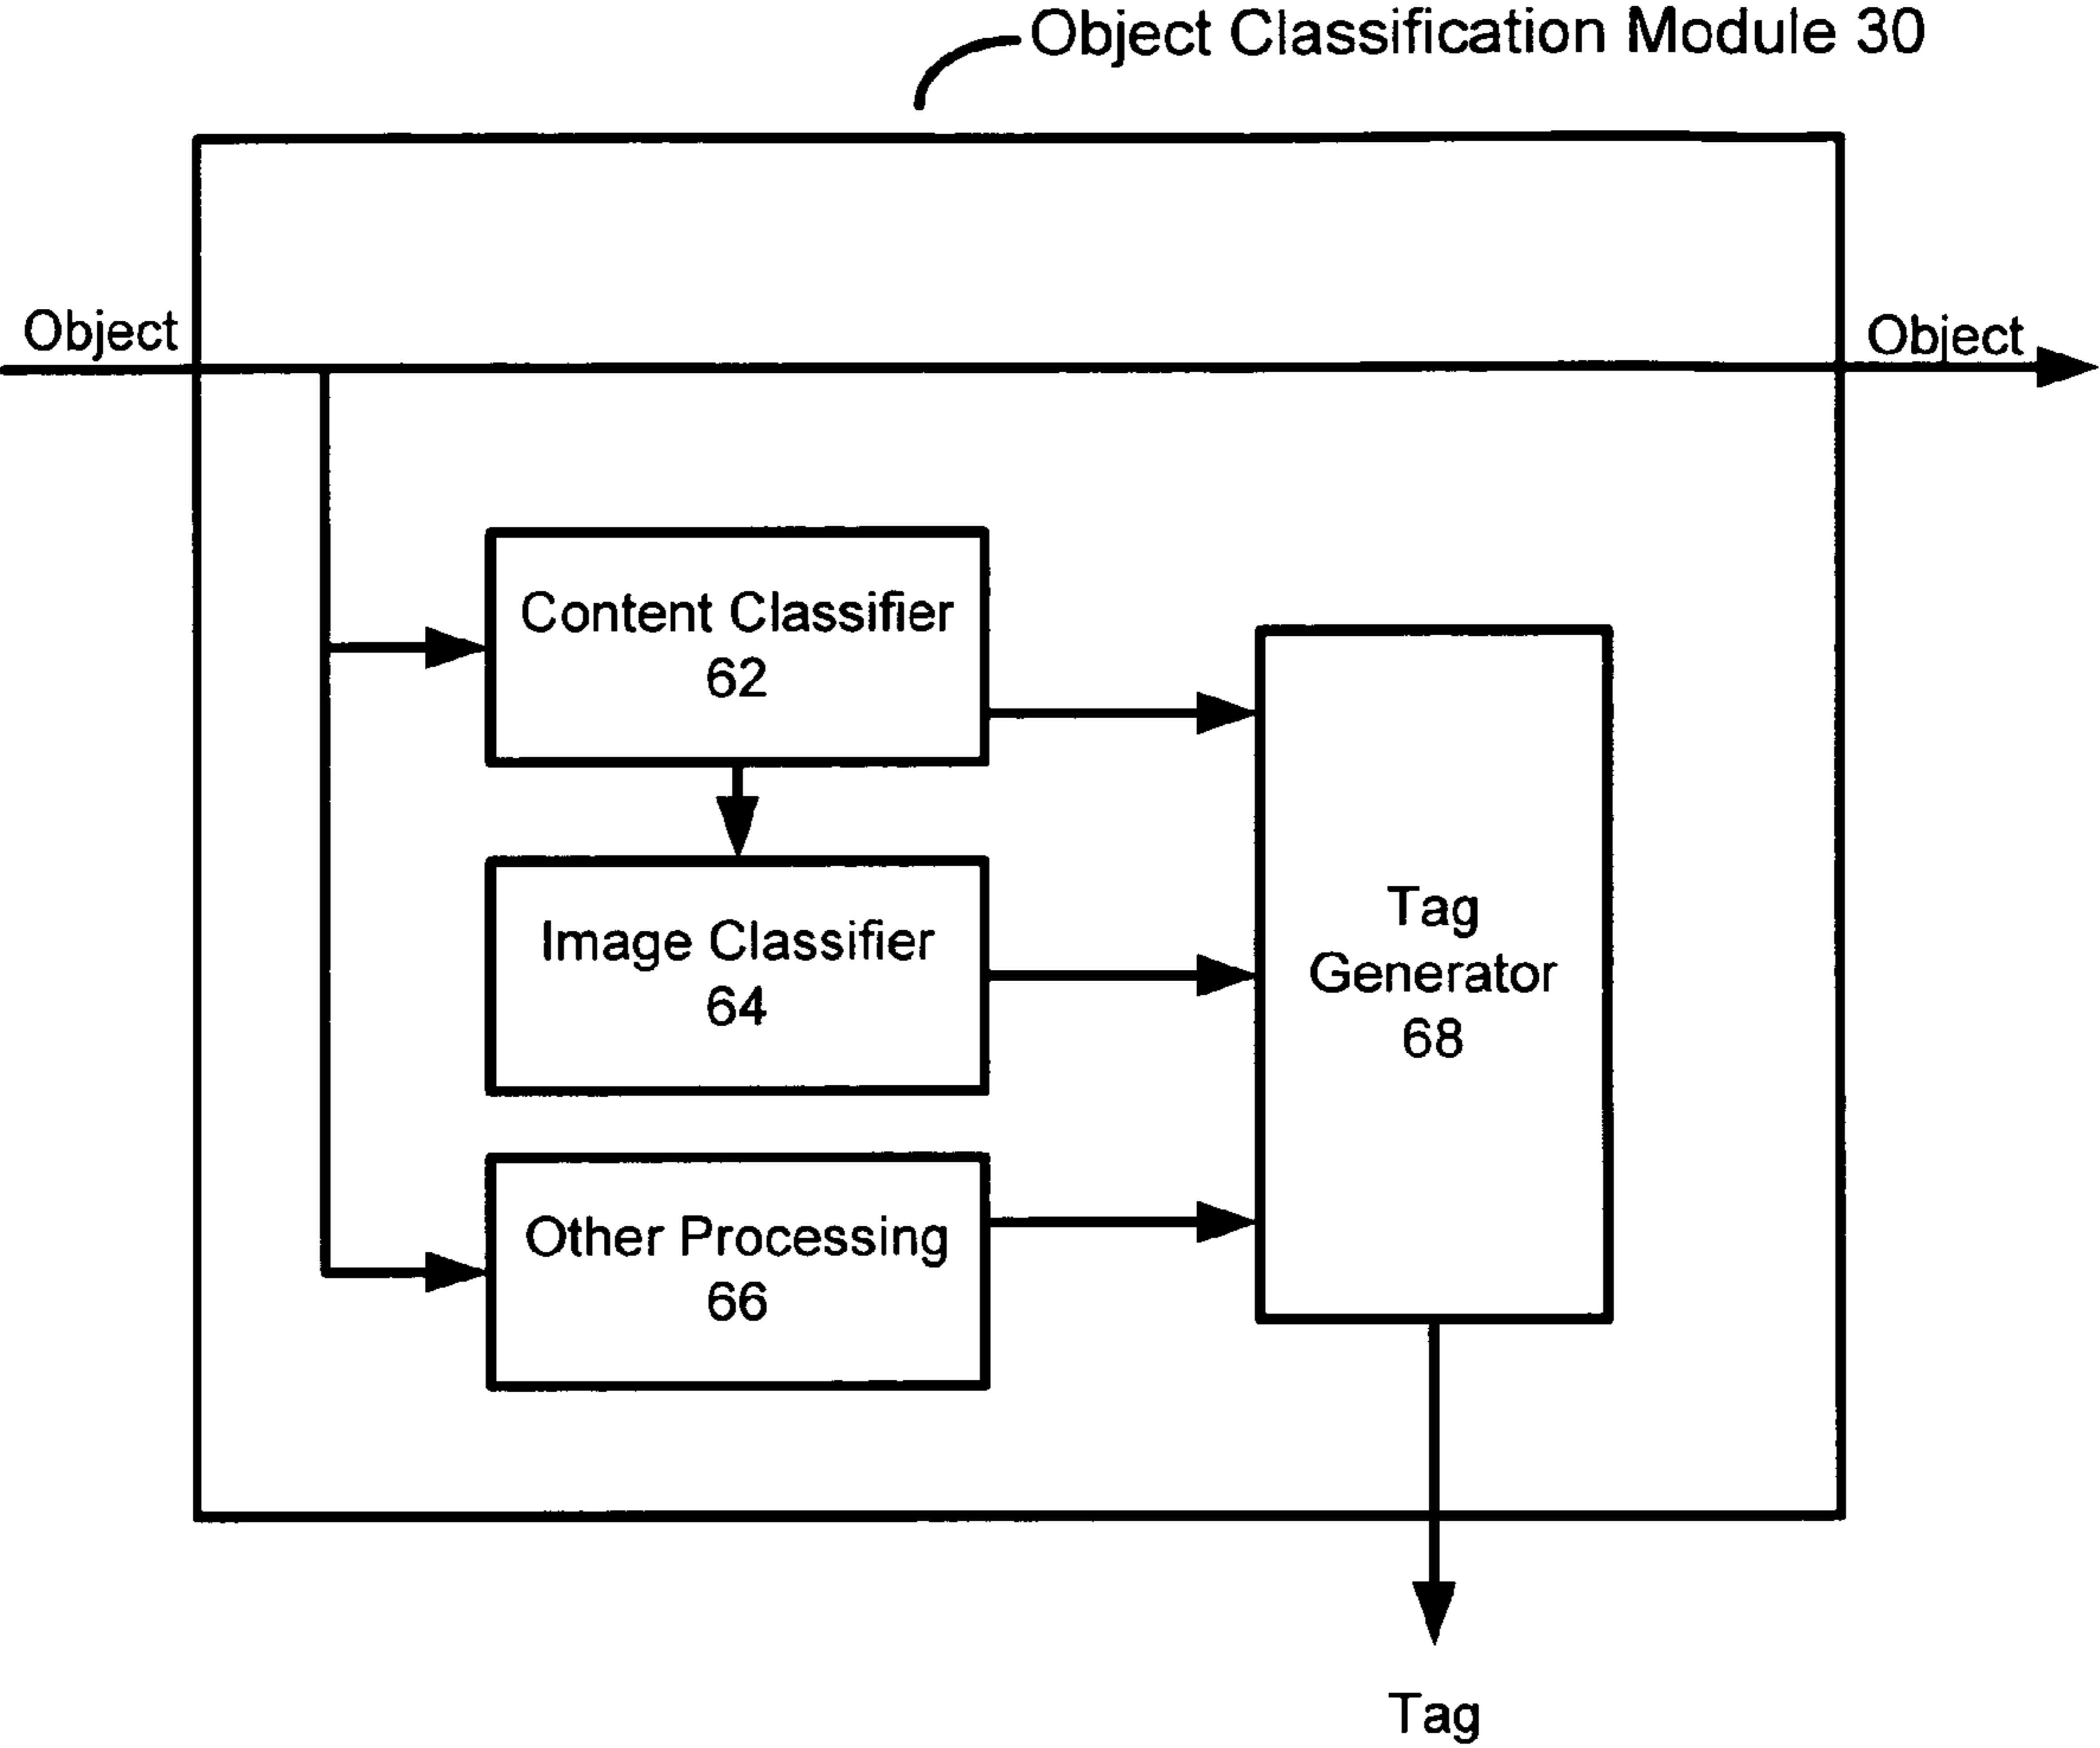 Object Classification Module 30
Object
Object
Content Classifier
62
Image Classifier
64
Other Processing
66
Tag
Generator
68
Tag